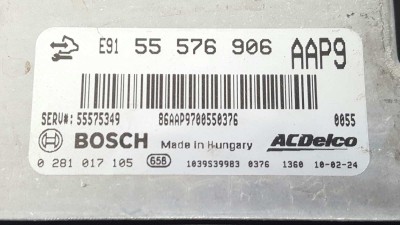 E91 55 576 906 AAP9
SERV#: 55575349 86AAP9700550376 0055
BOSCH Made in Hungary ACDelco
0 281 017 105 65B 1039S39983 0376 1360 10-02-24